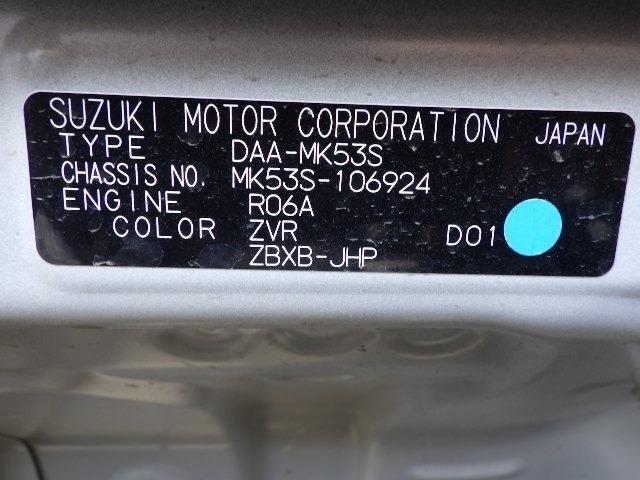 SUZUKI MOTOR CORPORATION JAPAN
TYPE DAA-MK53S
CHASSIS NO. MK53S-106924
ENGINE R06A
COLOR ZVR D01
ZBXB-JHP